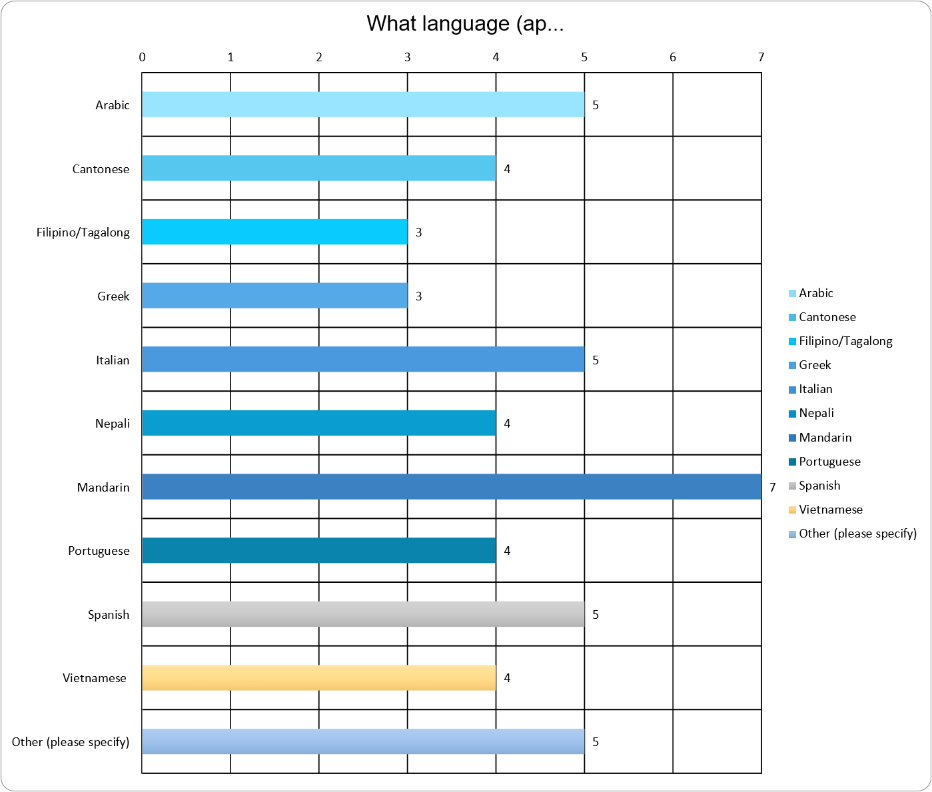 What language (ap...
0 1 2 3 4 5 6 7
Arabic 5
Cantonese 4
Filipino/Tagalong 3
Greek 3
Italian 5
Nepali 4
Mandarin 7
Portuguese 4
Spanish 5
Vietnamese 4
Other (please specify) 5
Arabic
Cantonese
Filipino/Tagalong
Greek
Italian
Nepali
Mandarin
Portuguese
Spanish
Vietnamese
Other (please specify)